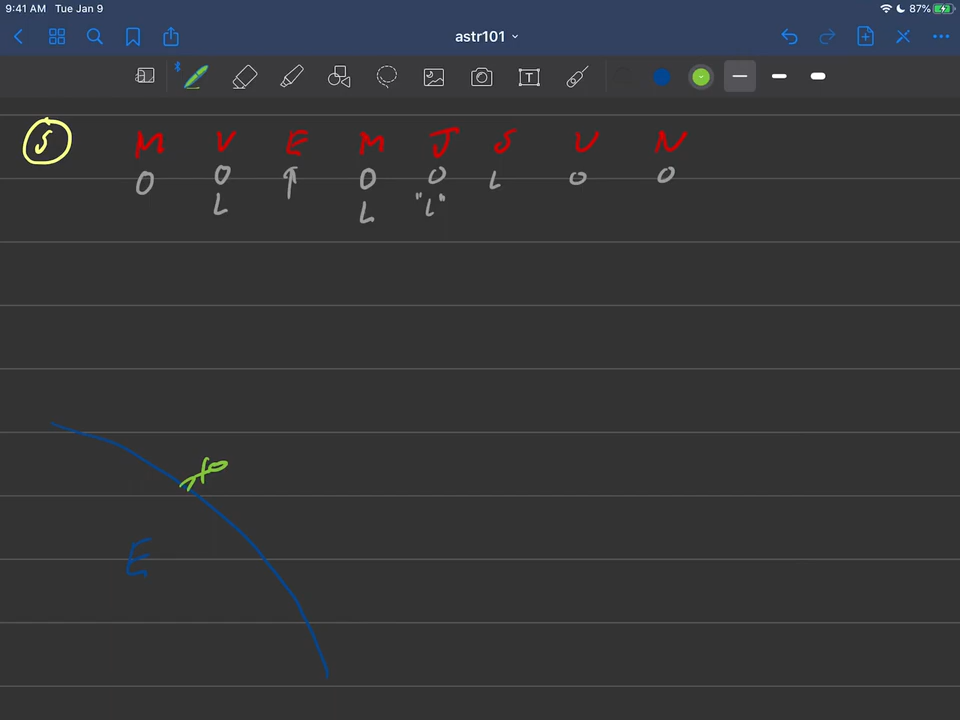 9:41 AM Tue Jan 9 87%
astr101
T
S M V E M J S U N
O O ↑ O O L O O
L L "L"
E